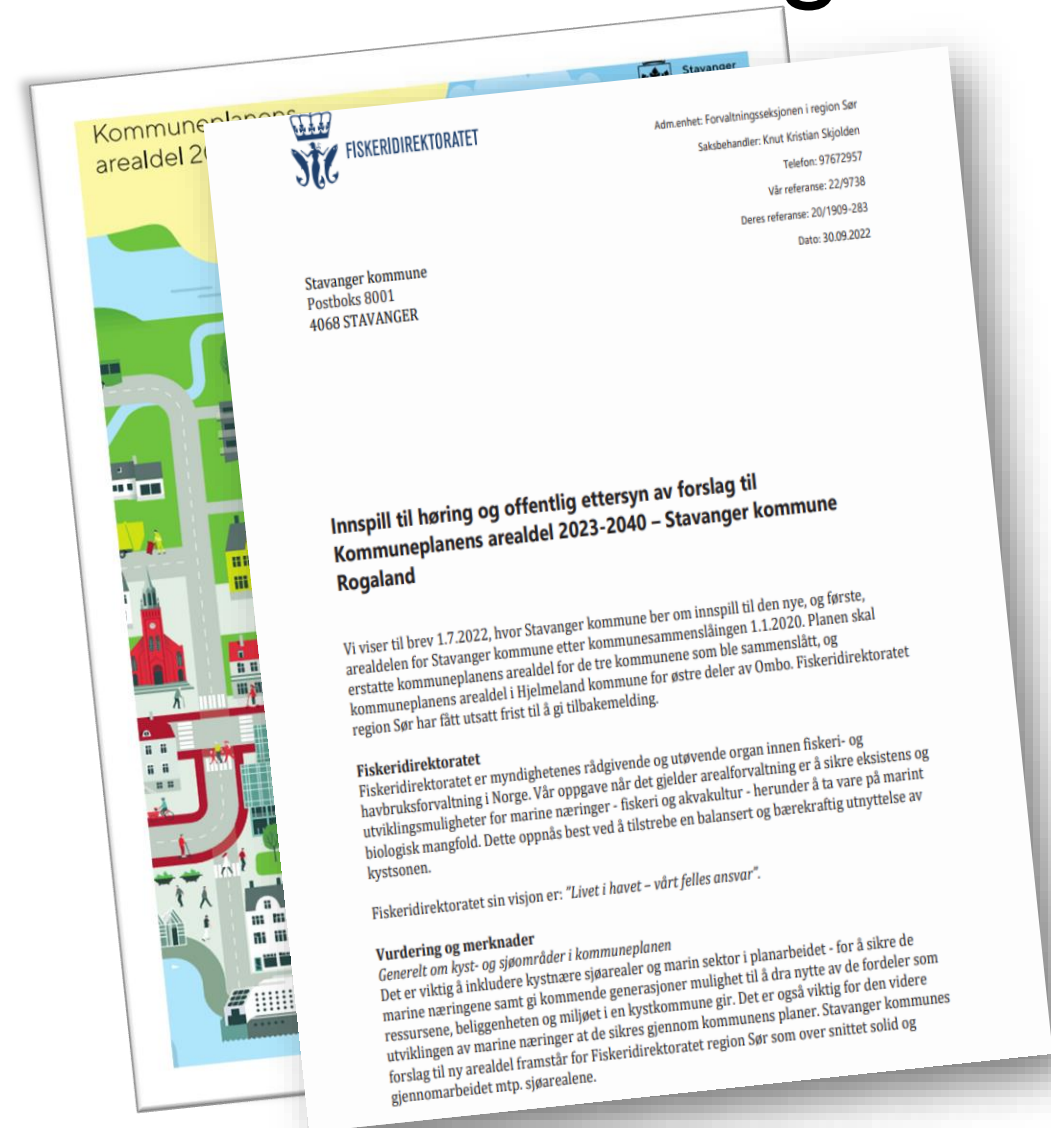 g
Stavanger
Kommuneplanens
arealdel
FISKERIDIREKTORATET
Adm.enhet: Forvaltningsseksjonen i region Sør
Saksbehandler: Knut Kristian Skjolden
Telefon: 97672957
Vår referanse: 22/9738
Deres referanse: 20/1909-283
Dato: 30.09.2022
Stavanger kommune
Postboks 8001
4068 STAVANGER
Innspill til høring og offentlig ettersyn av forslag til
Kommuneplanens arealdel 2023-2040 – Stavanger kommune
Rogaland
Vi viser til brev 1.7.2022, hvor Stavanger kommune ber om innspill til den nye, og første,
arealdelen for Stavanger kommune etter kommunesammenslåingen 1.1.2020. Planen skal
erstatte kommuneplanens arealdel for de tre kommunene som ble sammenslått, og
kommuneplanens arealdel i Hjelmeland kommune for østre deler av Ombo. Fiskeridirektoratet
region Sør har fått utsatt frist til å gi tilbakemelding.
Fiskeridirektoratet
Fiskeridirektoratet er myndighetenes rådgivende og utøvende organ innen fiskeri- og
havbruksforvaltning i Norge. Vår oppgave når det gjelder arealforvaltning er å sikre eksistens og
utviklingsmuligheter for marine næringer - fiskeri og akvakultur - herunder å ta vare på marint
biologisk mangfold. Dette oppnås best ved å tilstrebe en balansert og bærekraftig utnyttelse av
kystsonen.
Fiskeridirektoratet sin visjon er: "Livet i havet – vårt felles ansvar".
Vurdering og merknader
Generelt om kyst- og sjøområder i kommuneplanen
Det er viktig å inkludere kystnære sjøarealer og marin sektor i planarbeidet - for å sikre de
marine næringene samt gi kommende generasjoner mulighet til å dra nytte av de fordeler som
ressursene, beliggenheten og miljøet i en kystkommune gir. Det er også viktig for den videre
utviklingen av marine næringer at de sikres gjennom kommunens planer. Stavanger kommunes
forslag til ny arealdel framstår for Fiskeridirektoratet region Sør som over snittet solid og
gjennomarbeidet mtp. sjøarealene.